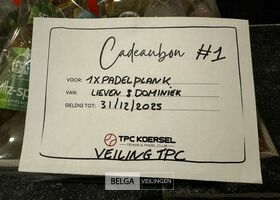 Cadeaubon #1
VOOR: 1X PADELPLANK
VAN: LIEVEN & DOMINIEK
GELDIG TOT: 31/12/2025
TPC KOERSEL
TENNIS & PADEL CLUB
VEILING TPC
BELGA VEILINGEN